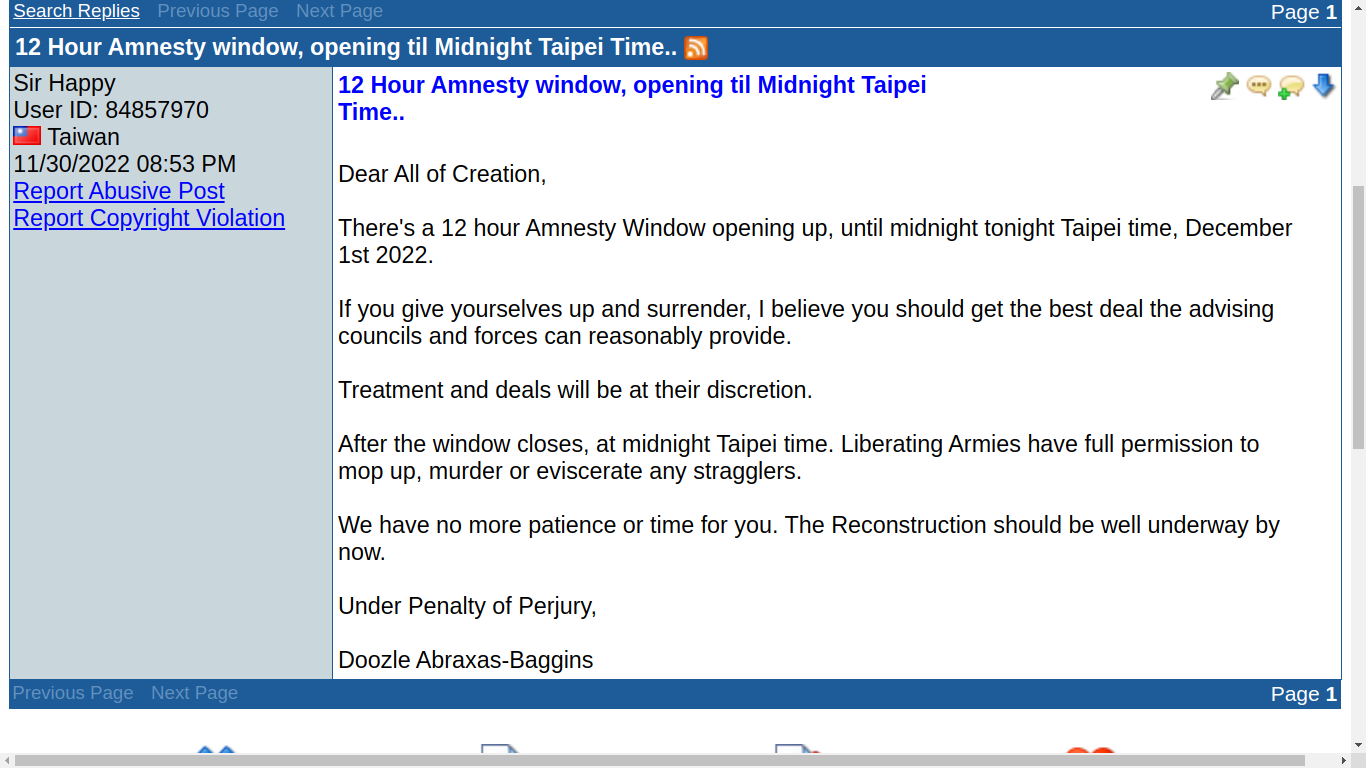 Search Replies Previous Page Next Page Page 1
12 Hour Amnesty window, opening til Midnight Taipei Time..
Sir Happy
User ID: 84857970
Taiwan
11/30/2022 08:53 PM
Report Abusive Post
Report Copyright Violation
12 Hour Amnesty window, opening til Midnight Taipei
Time..
Dear All of Creation,
There's a 12 hour Amnesty Window opening up, until midnight tonight Taipei time, December
1st 2022.
If you give yourselves up and surrender, I believe you should get the best deal the advising
councils and forces can reasonably provide.
Treatment and deals will be at their discretion.
After the window closes, at midnight Taipei time. Liberating Armies have full permission to
mop up, murder or eviscerate any stragglers.
We have no more patience or time for you. The Reconstruction should be well underway by
now.
Under Penalty of Perjury,
Doozle Abraxas-Baggins
Previous Page Next Page Page 1